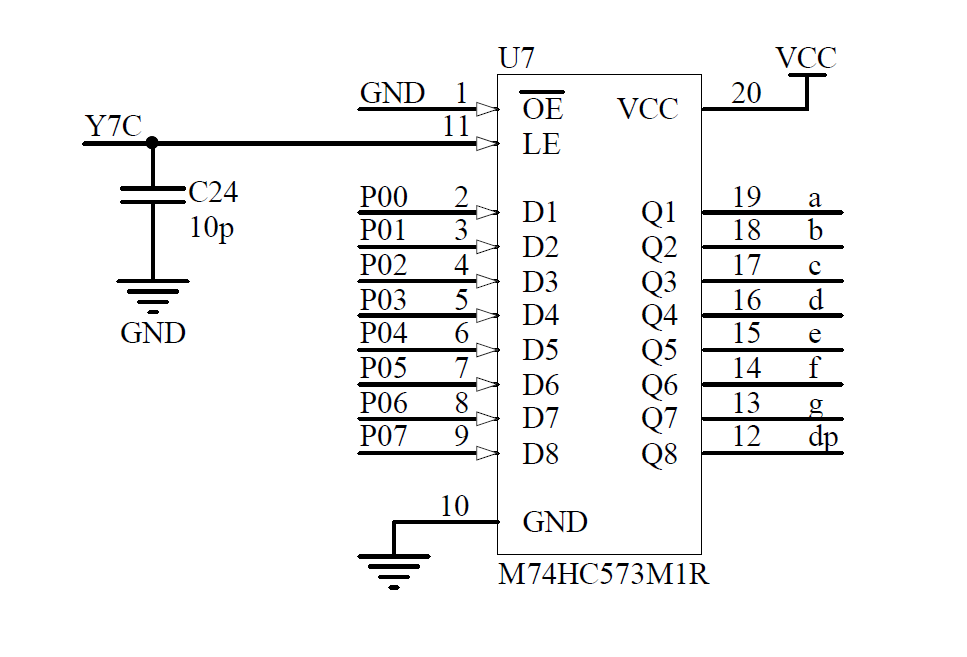 U7
VCC
GND 1 OE VCC 20
Y7C 11 LE
C24
10p
GND
P00 2 D1 Q1 19 a
P01 3 D2 Q2 18 b
P02 4 D3 Q3 17 c
P03 5 D4 Q4 16 d
P04 6 D5 Q5 15 e
P05 7 D6 Q6 14 f
P06 8 D7 Q7 13 g
P07 9 D8 Q8 12 dp
10 GND
M74HC573M1R